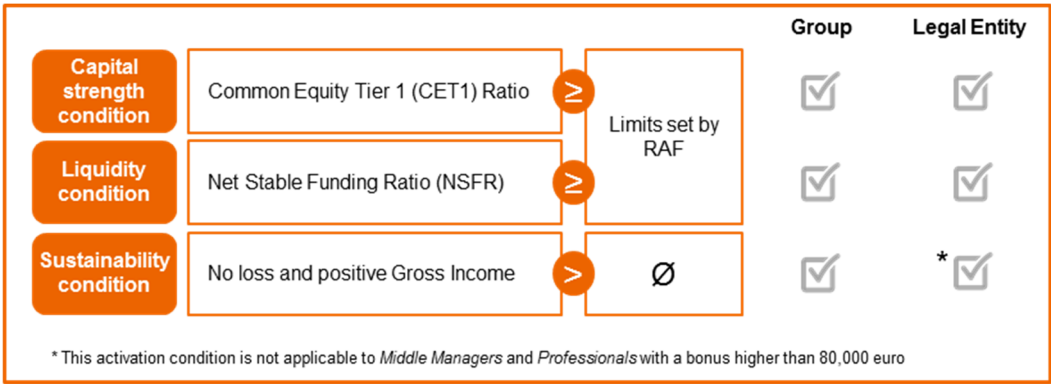 Group Legal Entity
Capital
strength
condition
Common Equity Tier 1 (CET1) Ratio
≥
Limits set by
RAF
Liquidity
condition
Net Stable Funding Ratio (NSFR)
≥
Sustainability
condition
No loss and positive Gross Income
>
Ø
*
* This activation condition is not applicable to Middle Managers and Professionals with a bonus higher than 80,000 euro